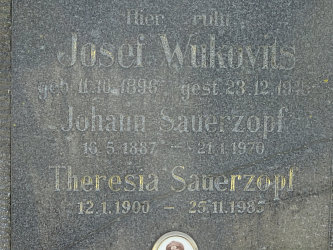 Hier ruht
Josef Wukovits
geb. 11.10.1896 gest. 23.12.
Johann Sauerzopf
16.5.1887 – 21.1.1970
Theresia Sauerzopf
12.1.1900 – 25.11.1985